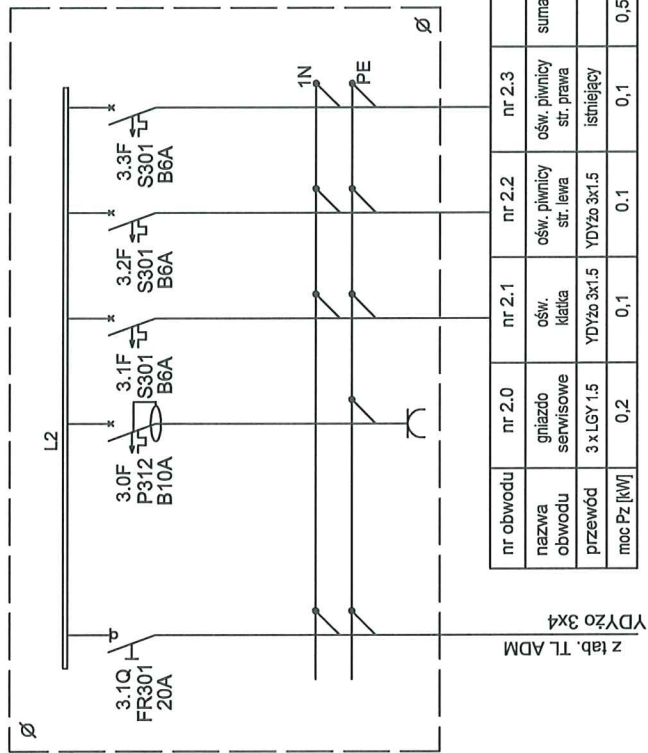 L2
3.1Q
FR301
20A
3.0F
P312
B10A
3.1F
S301
B6A
3.2F
S301
B6A
3.3F
S301
B6A
1N
PE
Ø
Ø
z tab. TL ADM
YDYżo 3x4
nr obwodu nr 2.0 nr 2.1 nr 2.2 nr 2.3
nazwa obwodu gniazdo serwisowe ośw. klatka ośw. piwnicy str. lewa ośw. piwnicy str. prawa suma
przewód 3 x LGY 1.5 YDYżo 3x1.5 YDYżo 3x1.5 istniejący
moc Pz [kW] 0,2 0,1 0.1 0,1 0,5